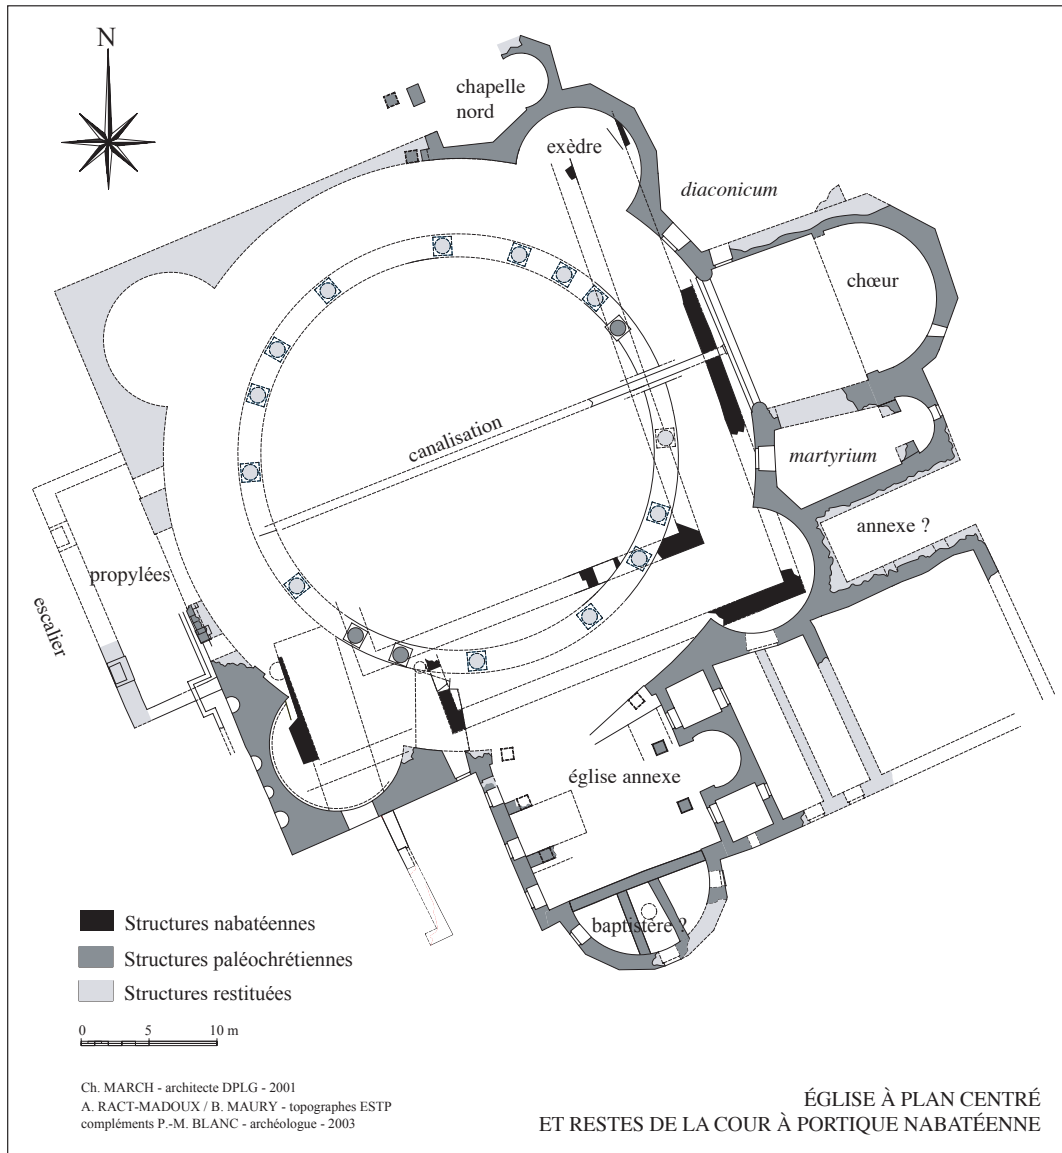 N
chapelle
nord
exèdre
diaconicum
chœur
canalisation
martyrium
annexe ?
propylées
escalier
église annexe
baptistère ?
Structures nabatéennes
Structures paléochrétiennes
Structures restituées
0 5 10 m
Ch. MARCH - architecte DPLG - 2001
A. RACT-MADOUX / B. MAURY - topographes ESTP
compléments P.-M. BLANC - archéologue - 2003
ÉGLISE À PLAN CENTRÉ
ET RESTES DE LA COUR À PORTIQUE NABATÉENNE